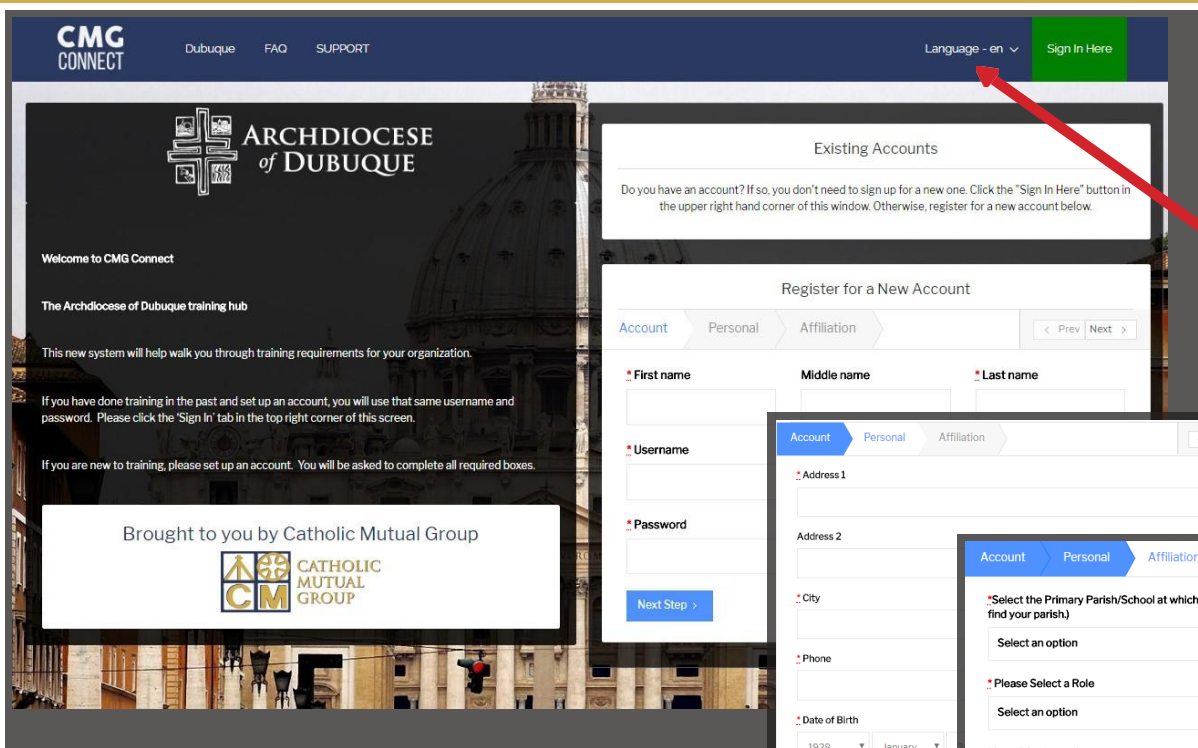 CMG
CONNECT
Dubuque FAQ SUPPORT
Language - en
Sign In Here
ARCHDIOCESE
of DUBUQUE
Welcome to CMG Connect
The Archdiocese of Dubuque training hub
This new system will help walk you through training requirements for your organization.
If you have done training in the past and set up an account, you will use that same username and
password. Please click the 'Sign In' tab in the top right corner of this screen.
If you are new to training, please set up an account. You will be asked to complete all required boxes.
Brought to you by Catholic Mutual Group
CM
CATHOLIC
MUTUAL
GROUP
Existing Accounts
Do you have an account? If so, you don't need to sign up for a new one. Click the "Sign In Here" button in
the upper right hand corner of this window. Otherwise, register for a new account below.
Register for a New Account
Account Personal Affiliation
< Prev Next >
* First name Middle name * Last name
* Username
* Password
Next Step >
Account Personal Affiliation
* Address 1
Address 2
* City
* Phone
* Date of Birth
1928 January
Account Personal Affiliation
*Select the Primary Parish/School at which
find your parish.)
Select an option
* Please Select a Role
Select an option